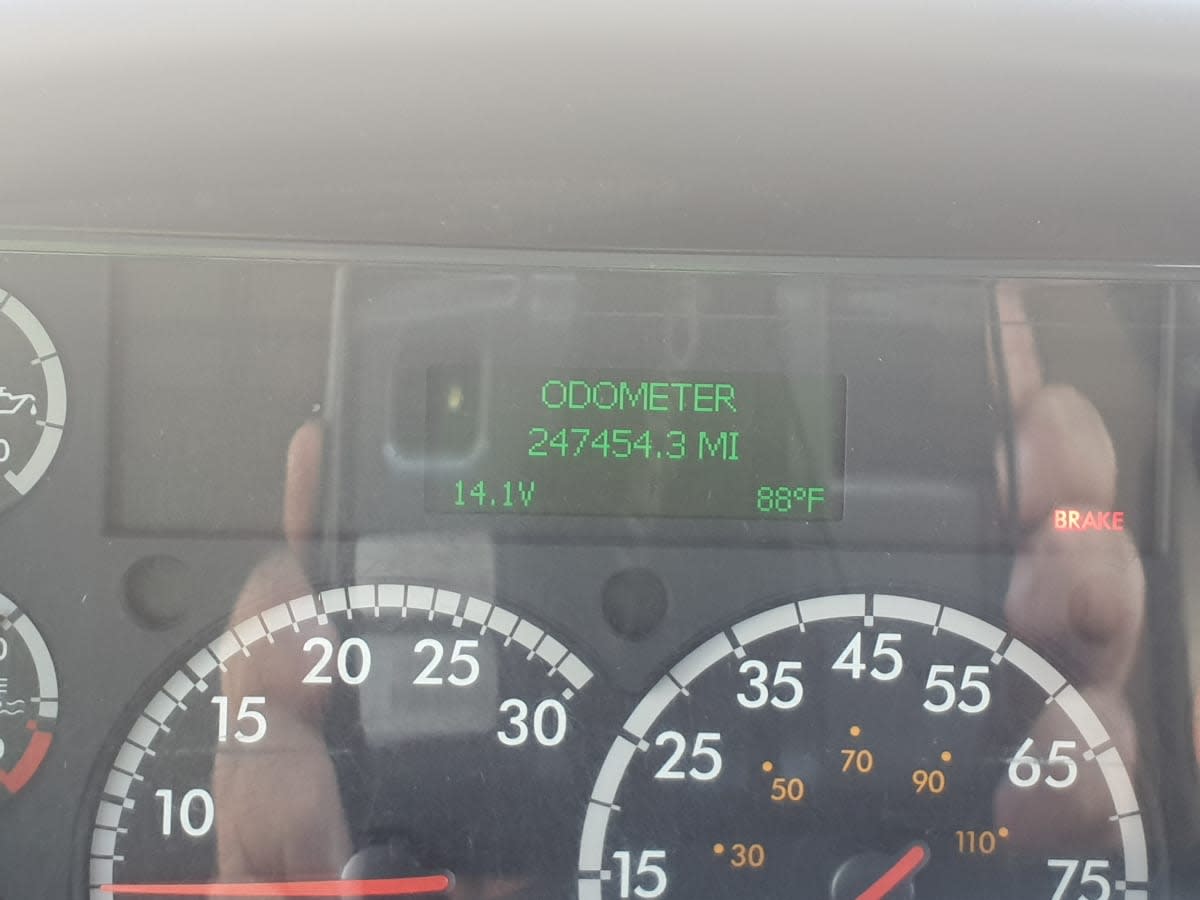 ODOMETER
247454.3 MI
14.1V 88°F
BRAKE
10 15 20 25 30
15 25 35 45 55 65 75
30 50 70 90 110